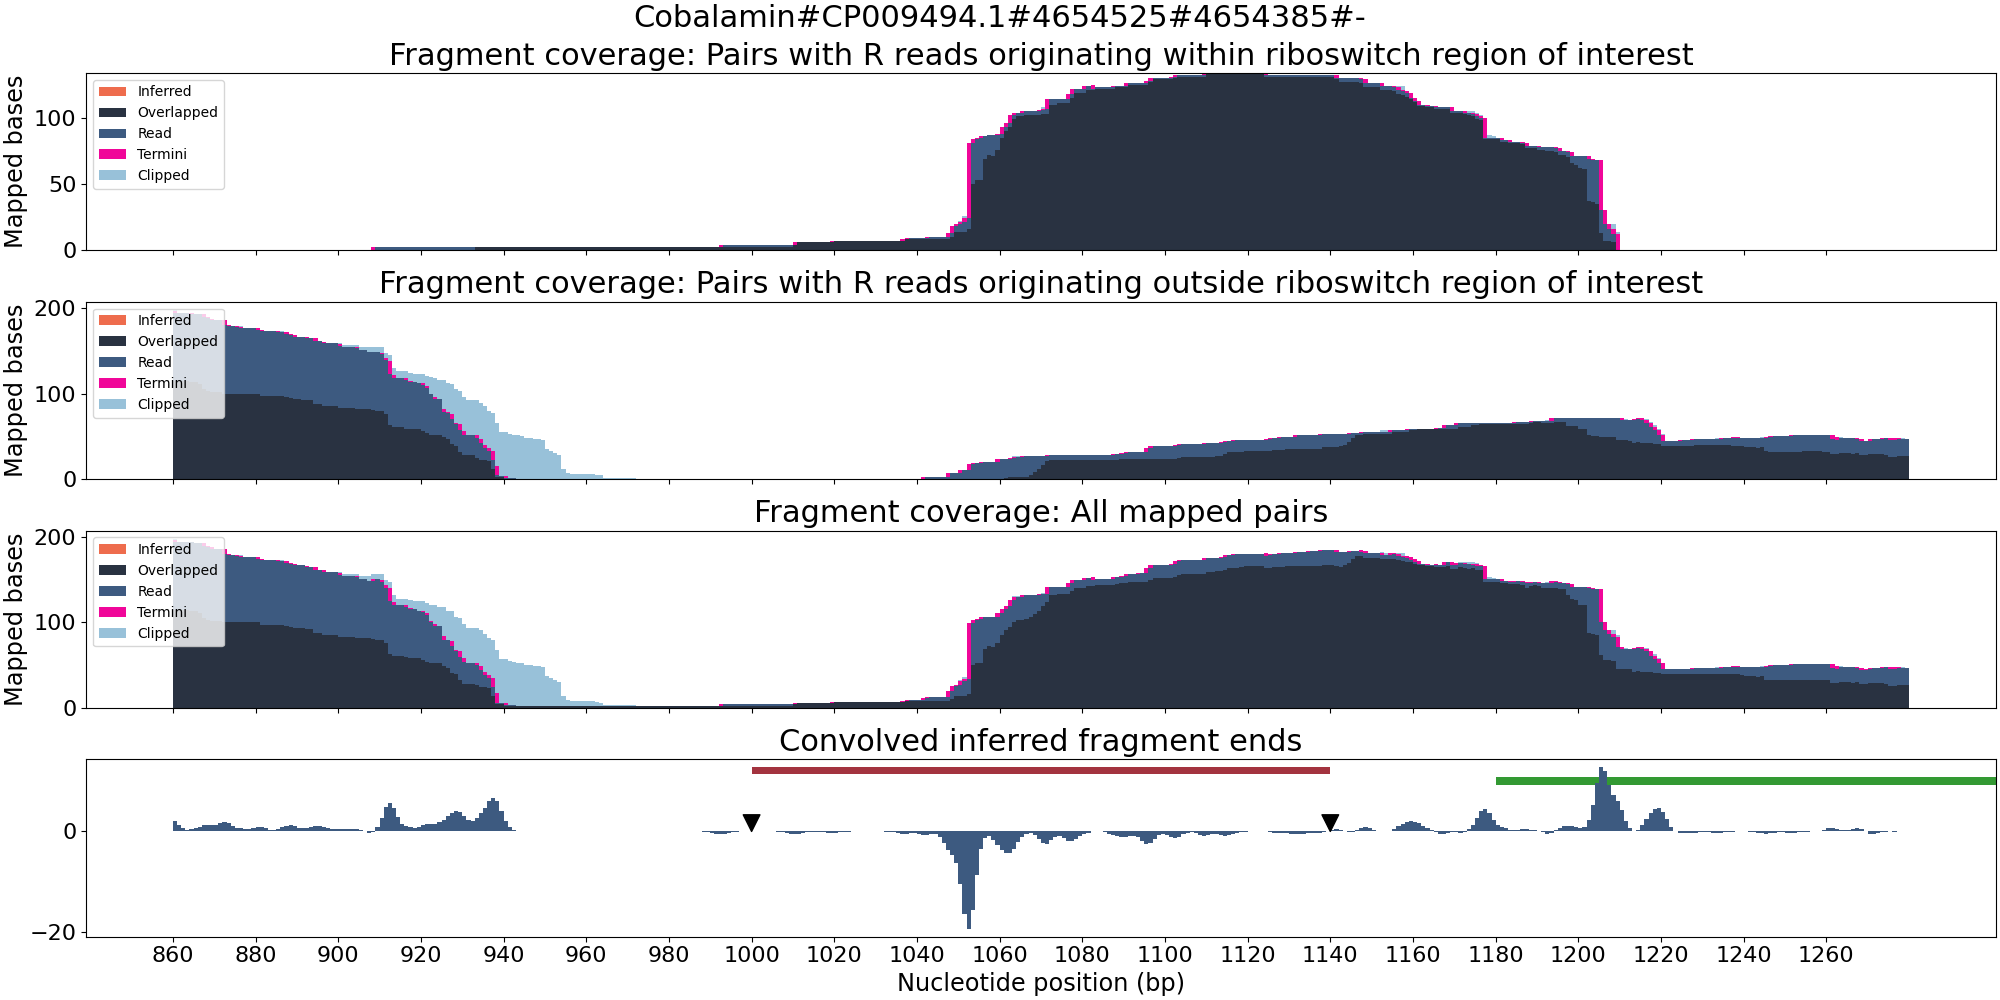 Cobalamin#CP009494.1#4654525#4654385#-
Fragment coverage: Pairs with R reads originating within riboswitch region of interest
Mapped bases
100
50
0
Inferred
Overlapped
Read
Termini
Clipped
Fragment coverage: Pairs with R reads originating outside riboswitch region of interest
Mapped bases
200
100
0
Inferred
Overlapped
Read
Termini
Clipped
Fragment coverage: All mapped pairs
Mapped bases
200
100
0
Inferred
Overlapped
Read
Termini
Clipped
Convolved inferred fragment ends
0
−20
860 880 900 920 940 960 980 1000 1020 1040 1060 1080 1100 1120 1140 1160 1180 1200 1220 1240 1260
Nucleotide position (bp)